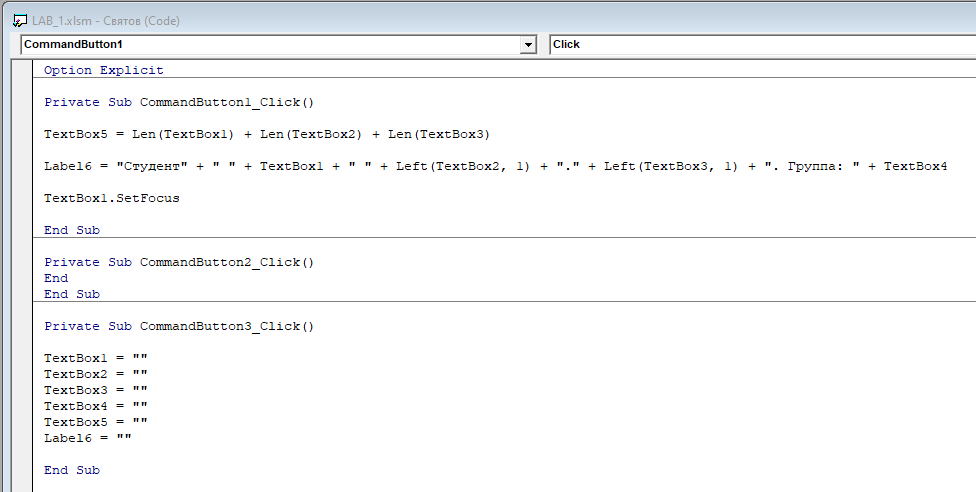 LAB_1.xlsm - Святов (Code)
CommandButton1 Click
Option Explicit
Private Sub CommandButton1_Click()
TextBox5 = Len(TextBox1) + Len(TextBox2) + Len(TextBox3)
Label6 = "Студент" + " " + TextBox1 + " " + Left(TextBox2, 1) + "." + Left(TextBox3, 1) + ". Группа: " + TextBox4
TextBox1.SetFocus
End Sub
Private Sub CommandButton2_Click()
End
End Sub
Private Sub CommandButton3_Click()
TextBox1 = ""
TextBox2 = ""
TextBox3 = ""
TextBox4 = ""
TextBox5 = ""
Label6 = ""
End Sub